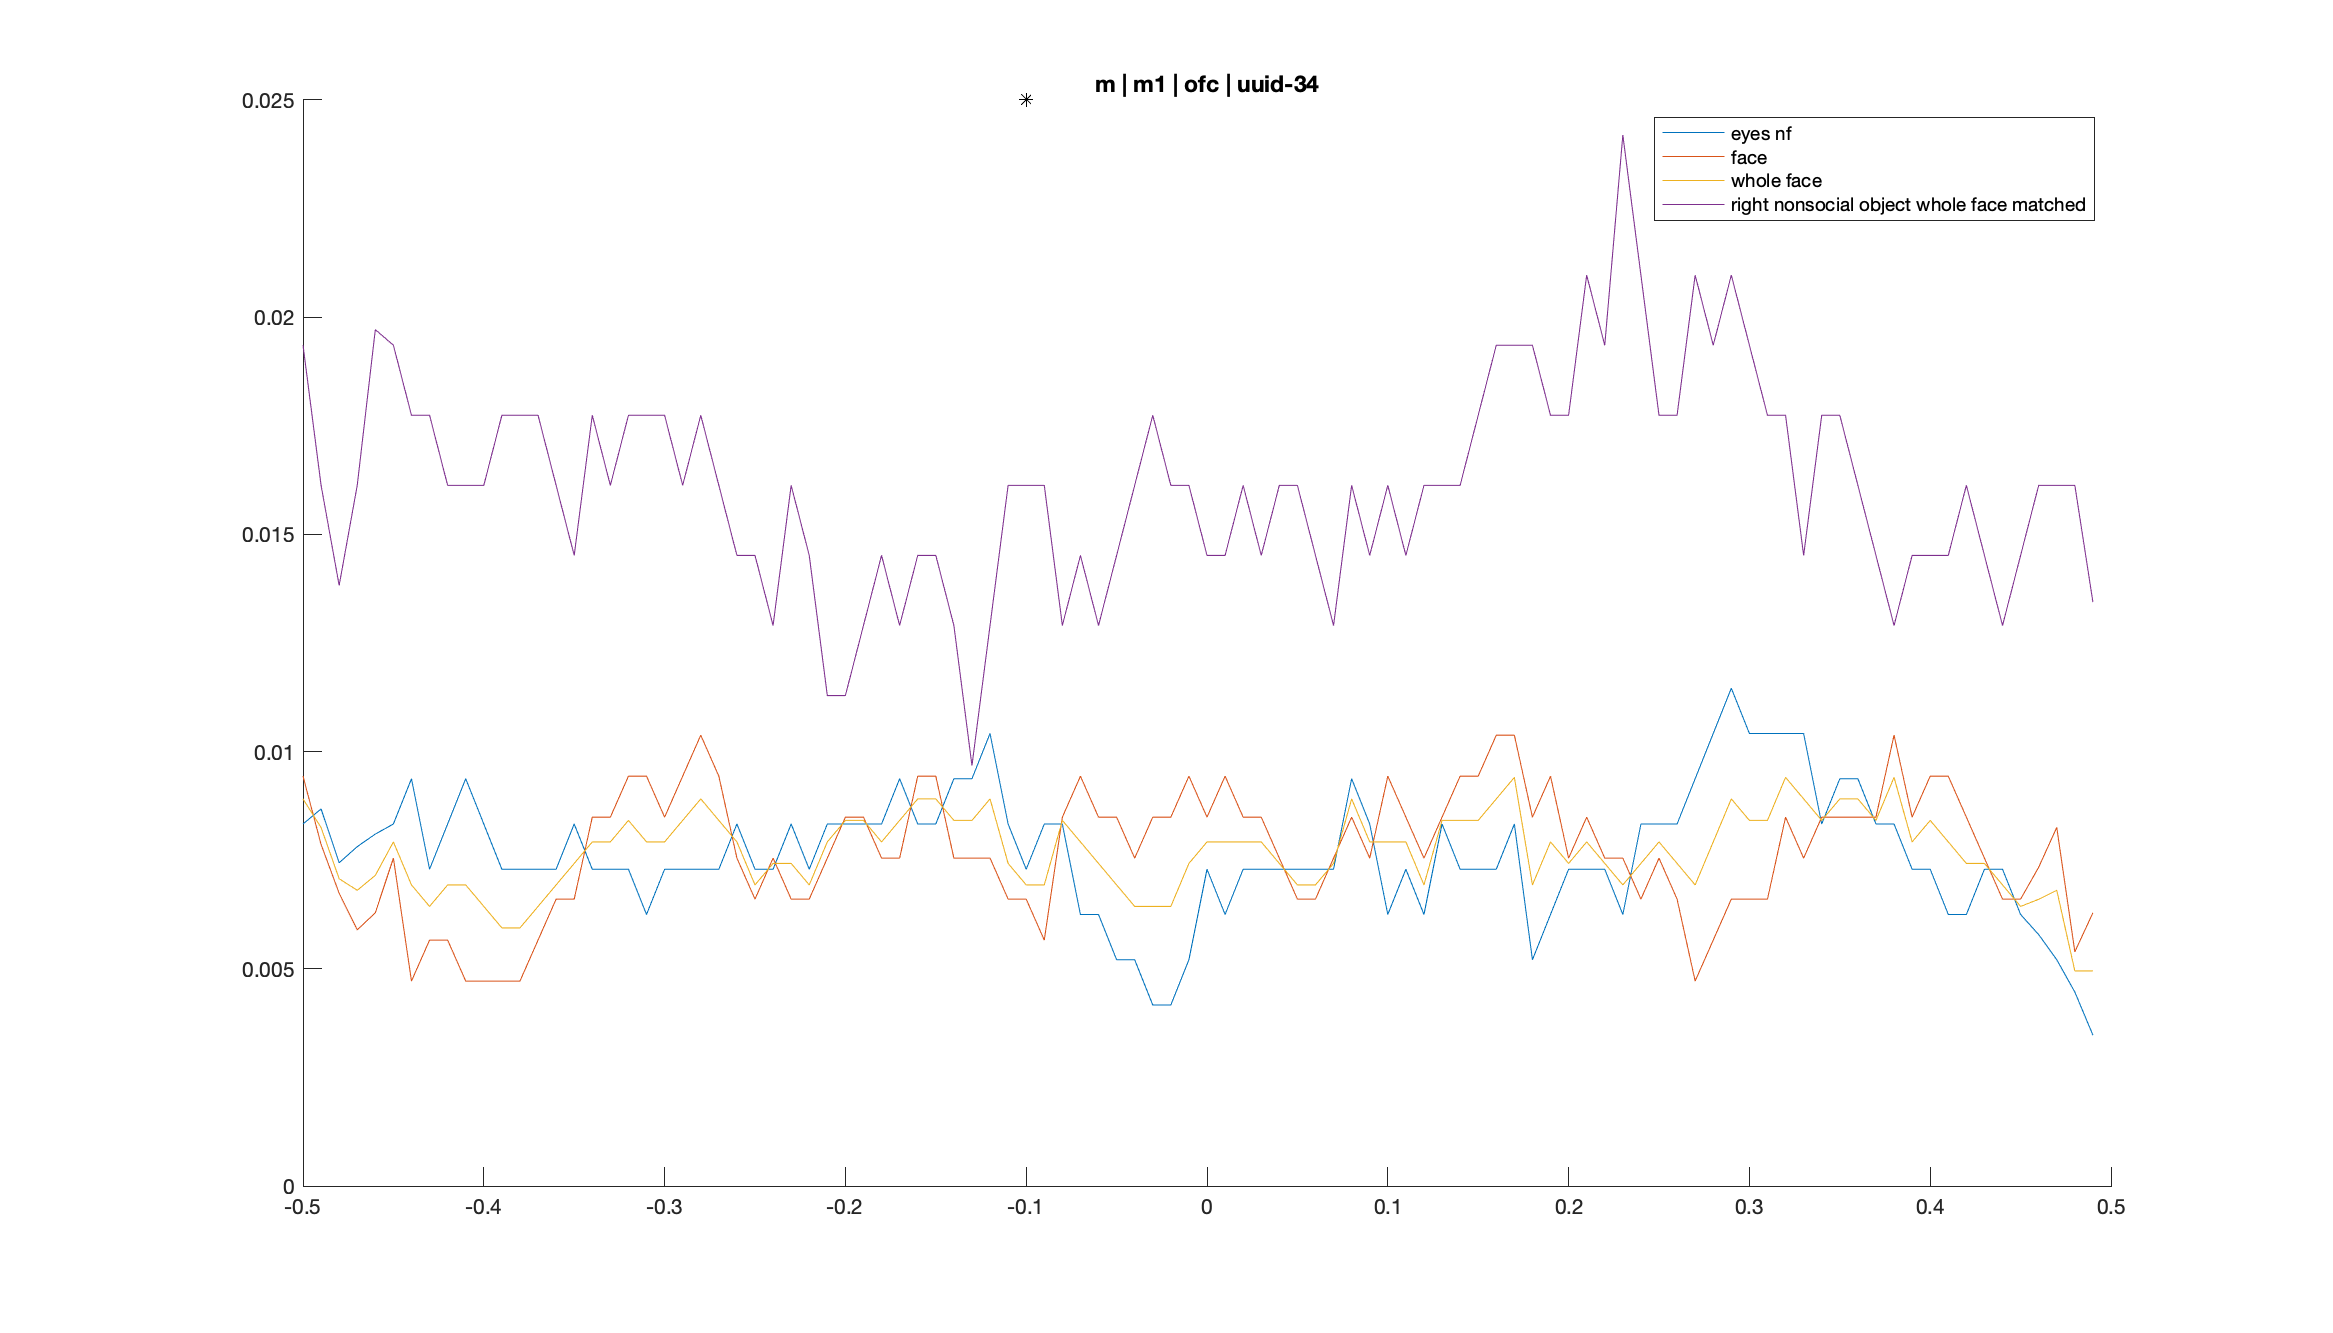 m | m1 | ofc | uuid-34
0.025
eyes nf
face
whole face
right nonsocial object whole face matched
0.02
0.015
0.01
0.005
0
-0.5 -0.4 -0.3 -0.2 -0.1 0 0.1 0.2 0.3 0.4 0.5